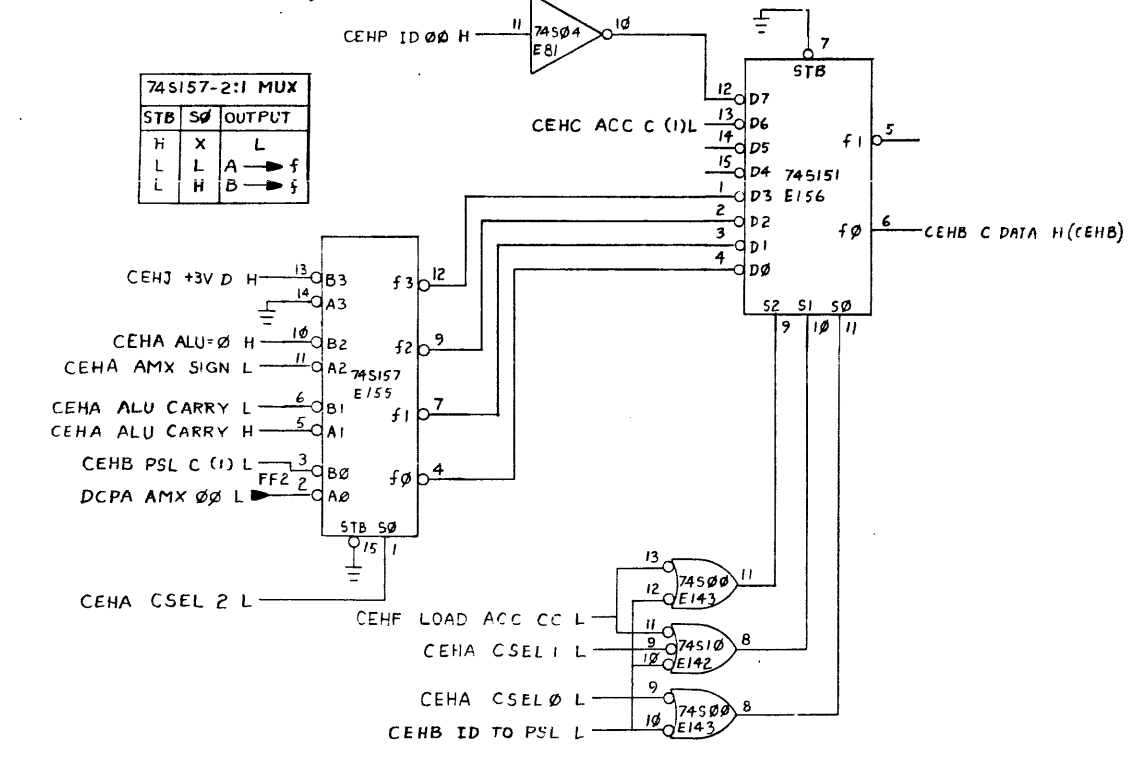 CEHP ID ØØ H
11
74SØ4
E81
1Ø
7
STB
74S157-2:1 MUX
STB SØ OUTPUT
H X L
L L A → f
L H B → f
12 D7
CEHC ACC C (1)L 13 D6
14 D5
15 D4
74S151
E156
1 D3
2 D2
3 D1
4 DØ
f1 5
fØ 6
CEHB C DATA H (CEHB)
S2 S1 SØ
9 1Ø 11
CEHJ +3V D H 13 B3
14 A3
f3 12
CEHA ALU=Ø H 1Ø B2
CEHA AMX SIGN L 11 A2
f2 9
74S157
E155
CEHA ALU CARRY L 6 B1
CEHA ALU CARRY H 5 A1
f1 7
CEHB PSL C (1) L 3 BØ
DCPA AMX ØØ L FF2 2 AØ
fØ 4
STB SØ
15 1
CEHA CSEL 2 L
13
12
74SØØ
E143
11
CEHF LOAD ACC CC L
11
CEHA CSEL 1 L 9
1Ø
74S1Ø
E142
8
CEHA CSEL Ø L 9
CEHB ID TO PSL L 1Ø
74SØØ
E143
8